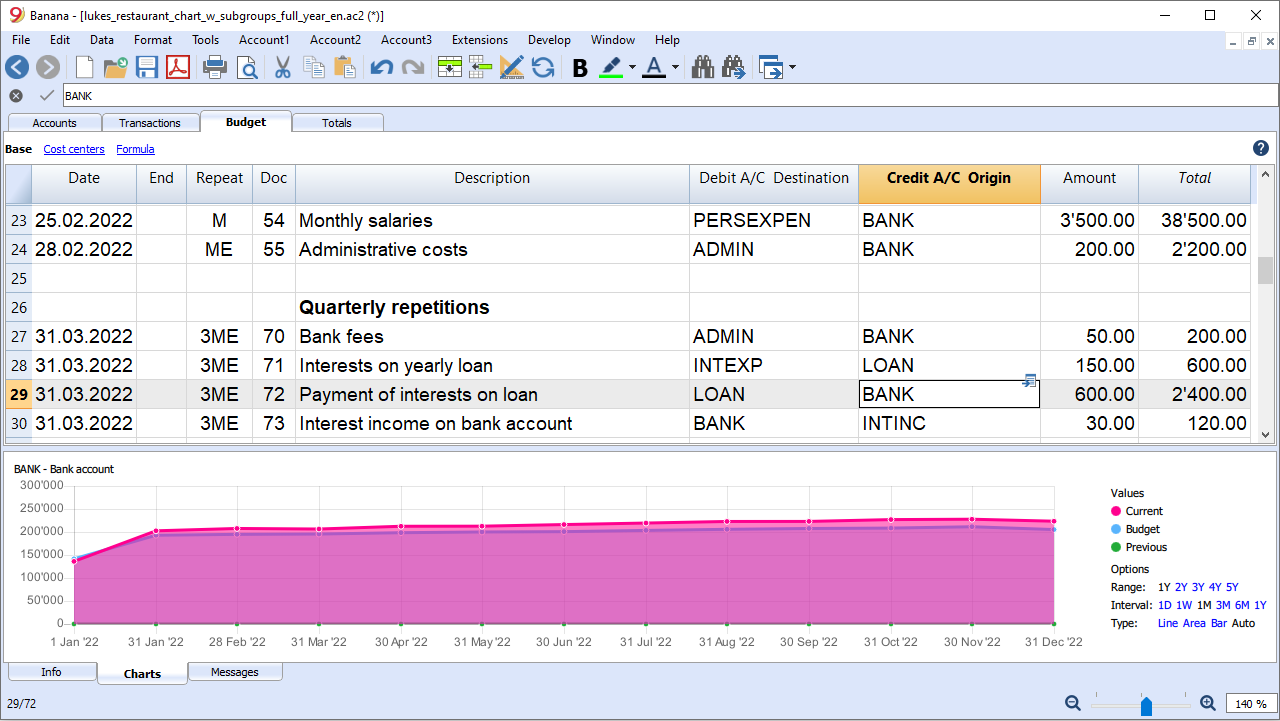 Banana - [lukes_restaurant_chart_w_subgroups_full_year_en.ac2 (*)]
File Edit Data Format Tools Account1 Account2 Account3 Extensions Develop Window Help
B A
BANK
Accounts Transactions Budget Totals
Base Cost centers Formula ?
Date End Repeat Doc Description Debit A/C Destination Credit A/C Origin Amount Total
23 25.02.2022 M 54 Monthly salaries PERSEXPEN BANK 3'500.00 38'500.00
24 28.02.2022 ME 55 Administrative costs ADMIN BANK 200.00 2'200.00
25
26 Quarterly repetitions
27 31.03.2022 3ME 70 Bank fees ADMIN BANK 50.00 200.00
28 31.03.2022 3ME 71 Interests on yearly loan INTEXP LOAN 150.00 600.00
29 31.03.2022 3ME 72 Payment of interests on loan LOAN BANK 600.00 2'400.00
30 31.03.2022 3ME 73 Interest income on bank account BANK INTINC 30.00 120.00
BANK - Bank account
300'000
250'000
200'000
150'000
100'000
50'000
0
1 Jan '22 31 Jan '22 28 Feb '22 31 Mar '22 30 Apr '22 31 May '22 30 Jun '22 31 Jul '22 31 Aug '22 30 Sep '22 31 Oct '22 30 Nov '22 31 Dec '22
Values
Current
Budget
Previous
Options
Range: 1Y 2Y 3Y 4Y 5Y
Interval: 1D 1W 1M 3M 6M 1Y
Type: Line Area Bar Auto
Info Charts Messages
29/72 140 %